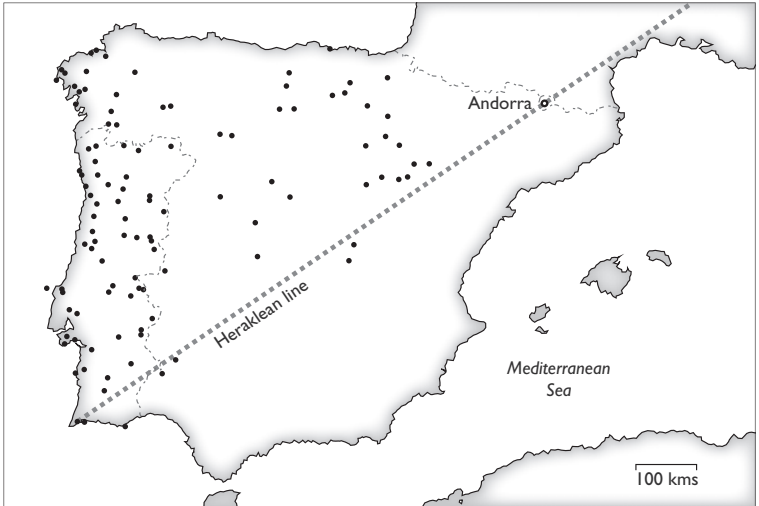 Andorra
Heraklean line
Mediterranean
Sea
100 kms